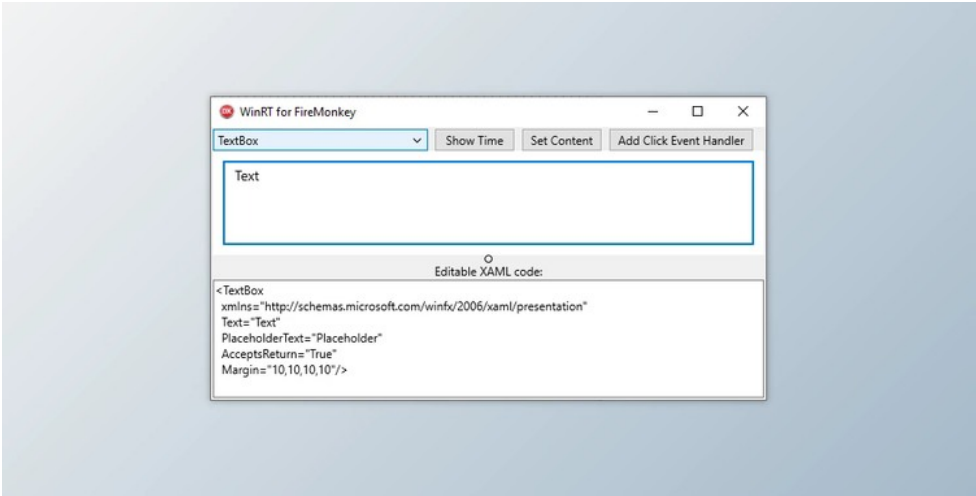 WinRT for FireMonkey
TextBox Show Time Set Content Add Click Event Handler
Text
Editable XAML code:
<TextBox
xmlns="http://schemas.microsoft.com/winfx/2006/xaml/presentation"
Text="Text"
PlaceholderText="Placeholder"
AcceptsReturn="True"
Margin="10,10,10,10"/>